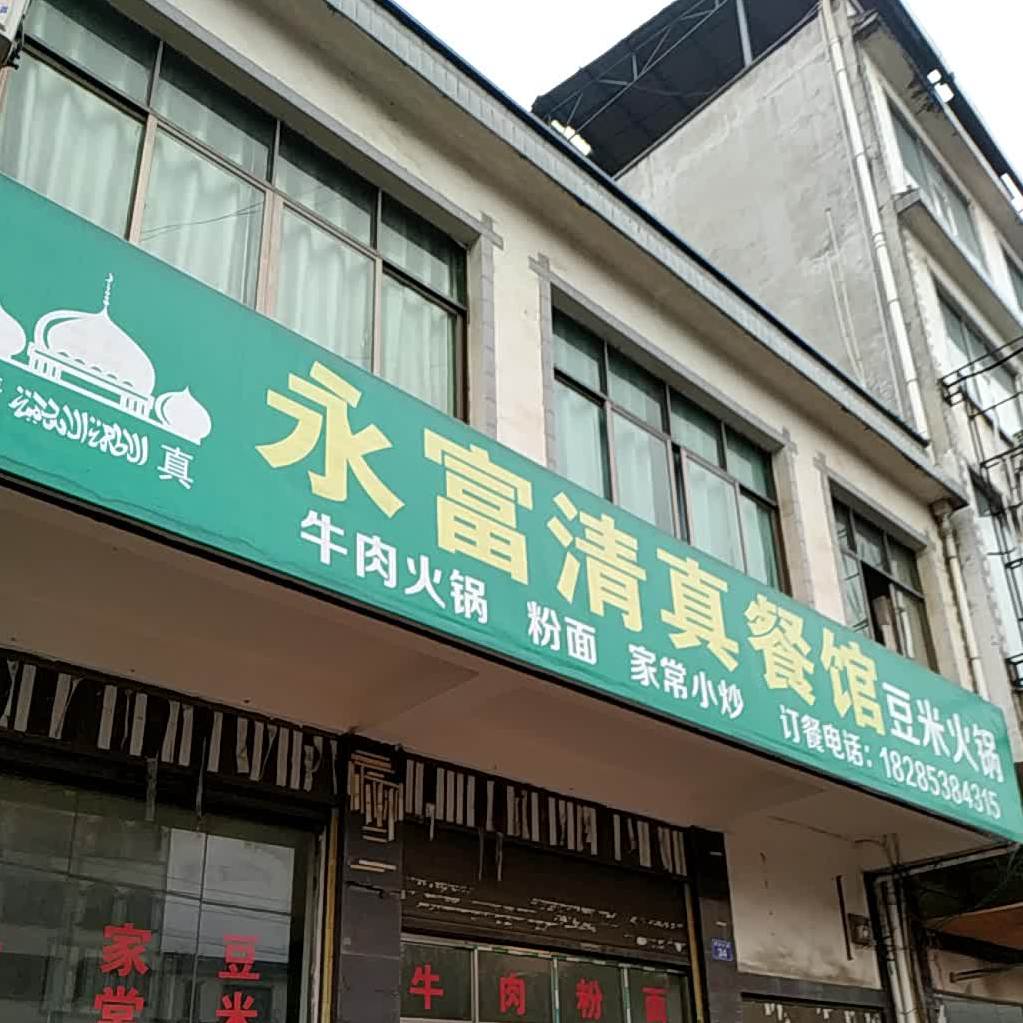 永富清真餐馆
真
牛肉火锅 粉面 家常小炒
豆米火锅
订餐电话：18285384315
家常
豆米
牛肉粉面
34